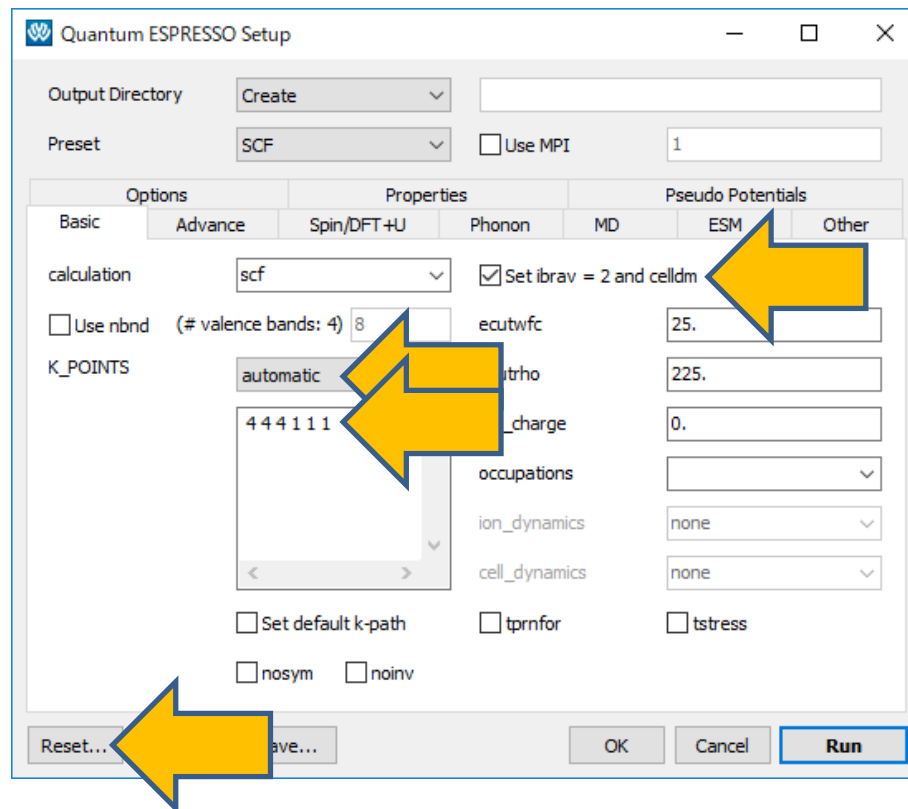 Quantum ESPRESSO Setup
Output Directory Create
Preset SCF Use MPI 1
Options Properties Pseudo Potentials
Basic Advance Spin/DFT+U Phonon MD ESM Other
calculation scf Set ibrav = 2 and celldm
Use nbnd (# valence bands: 4) 8 ecutwfc 25.
K_POINTS automatic 225.
4 4 4 1 1 1 _charge 0.
occupations
ion_dynamics none
cell_dynamics none
Set default k-path tprnfor tstress
nosym noinv
Reset... OK Cancel Run